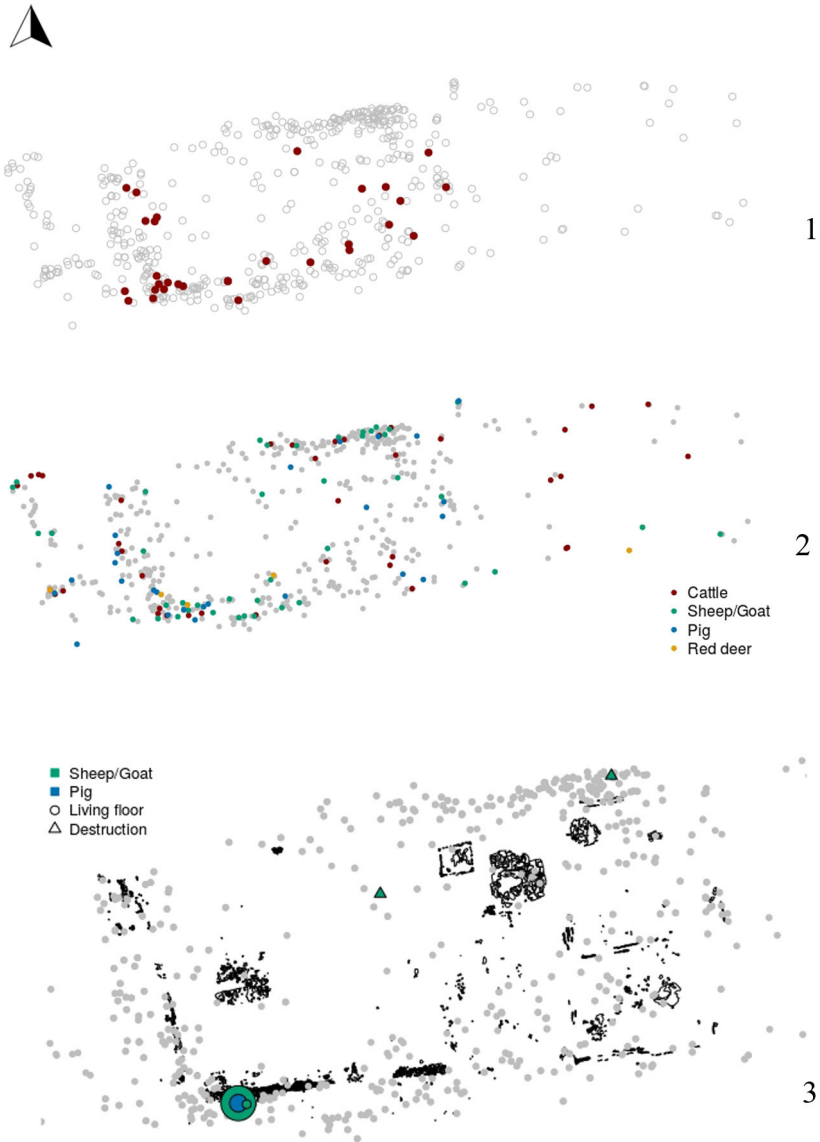 1
2
Cattle
Sheep/Goat
Pig
Red deer
Sheep/Goat
Pig
Living floor
Destruction
3